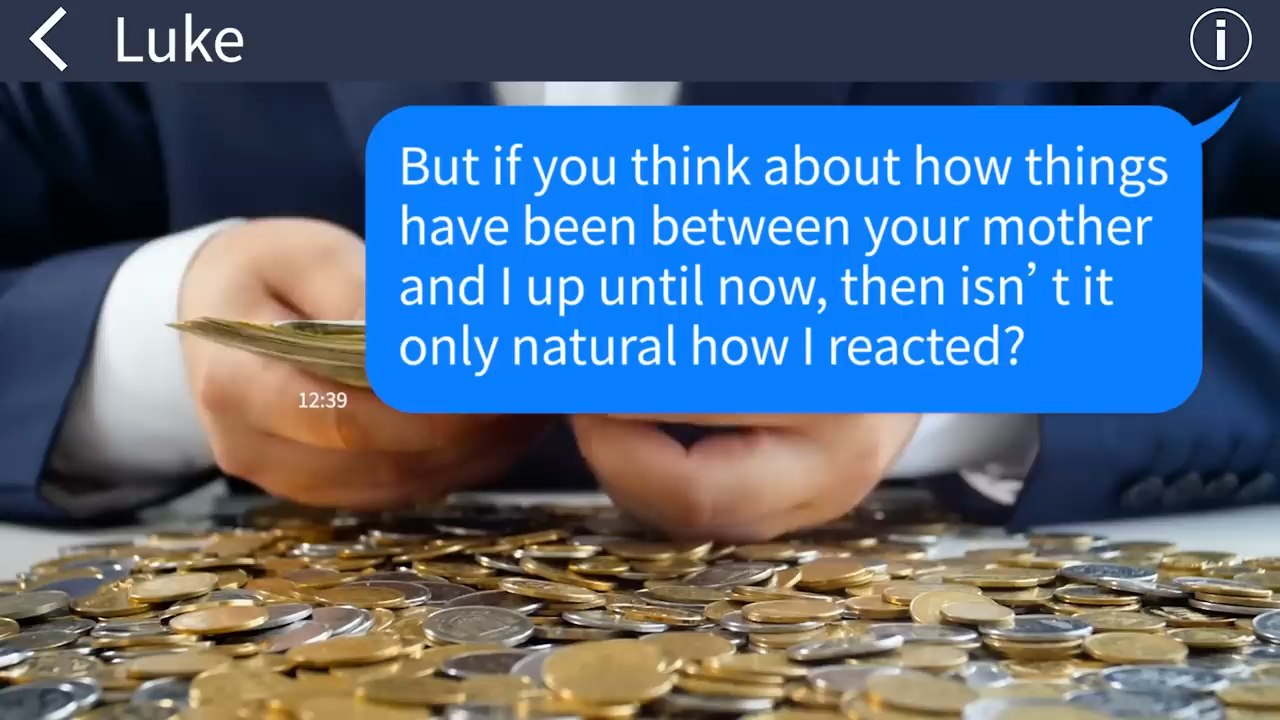 Luke
But if you think about how things
have been between your mother
and I up until now, then isn’ t it
only natural how I reacted?
12:39